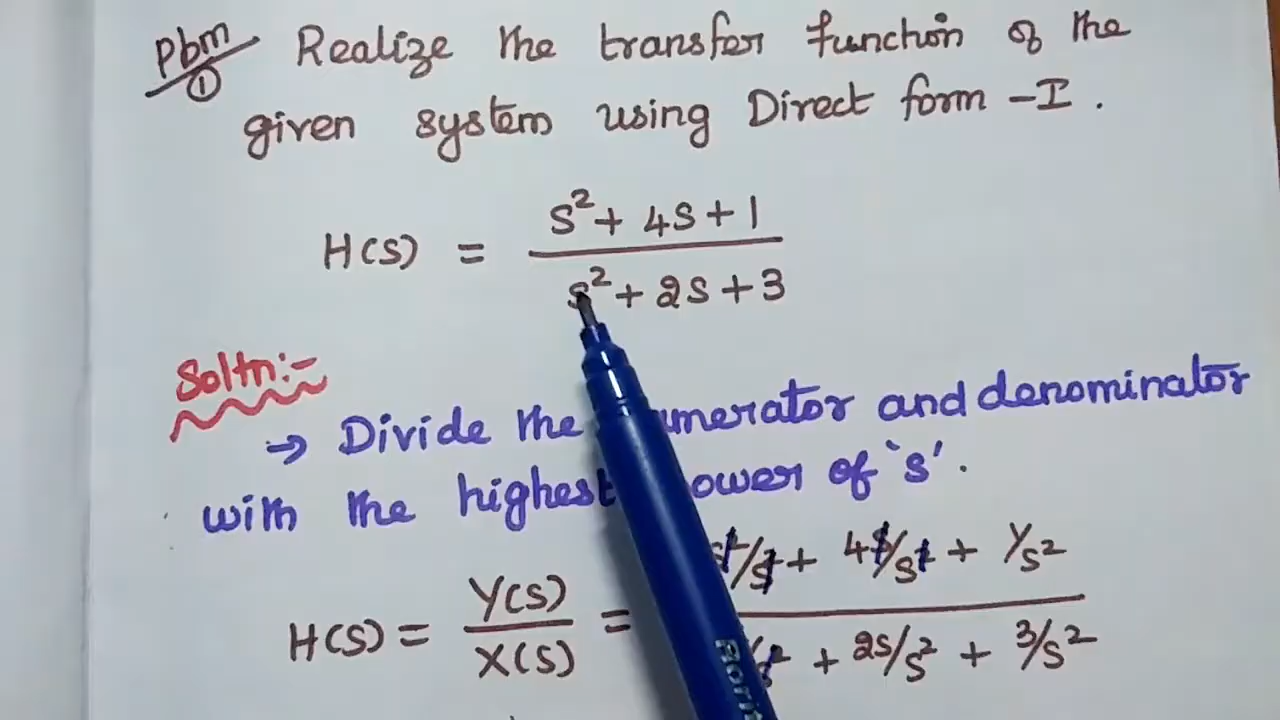 Pbm 1 Realize the transfer function of the
given system using Direct form -I.
H(s) = s² + 4s + 1 / s² + 2s + 3
Soltn:-
→ Divide the denominator and
with the highest of 's'.
H(s) = Y(s) / X(s) = /s² + 4s/s² + 1/s² / + 2s/s² + 3/s²